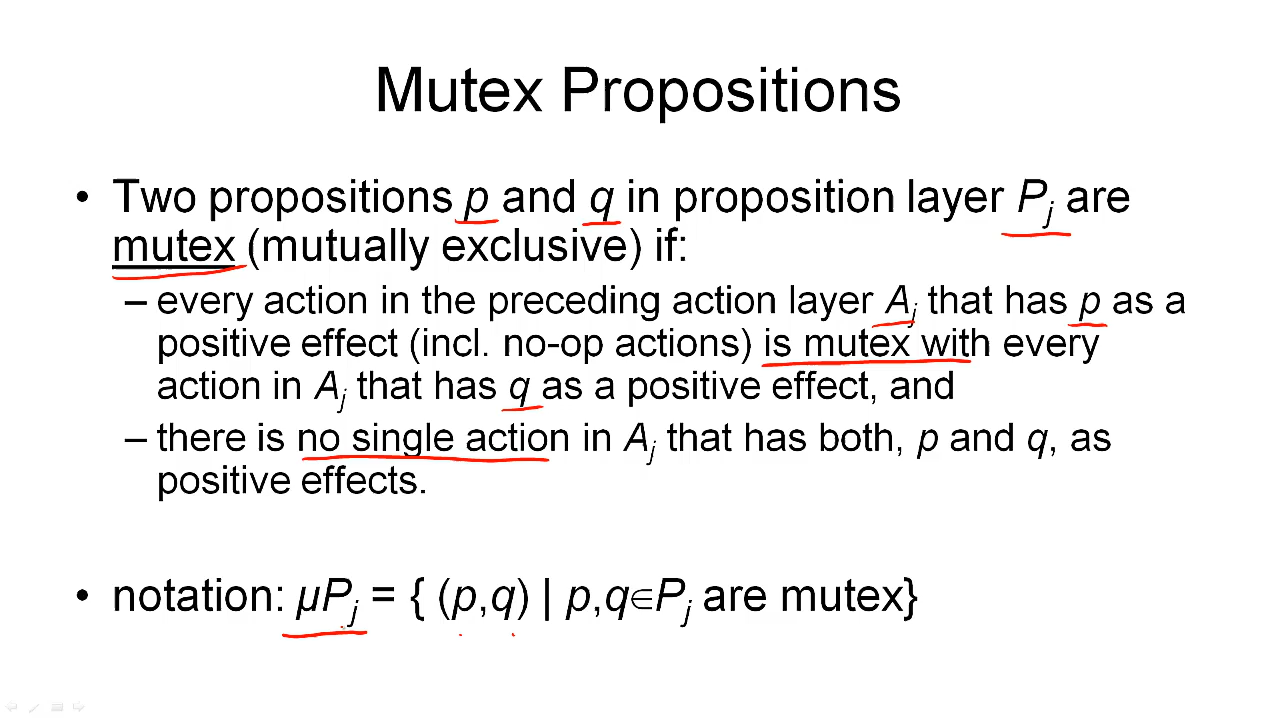 Mutex Propositions
• Two propositions p and q in proposition layer Pj are
mutex (mutually exclusive) if:
– every action in the preceding action layer Aj that has p as a
positive effect (incl. no-op actions) is mutex with every
action in Aj that has q as a positive effect, and
– there is no single action in Aj that has both, p and q, as
positive effects.
• notation: μPj = { (p,q) | p,q∈Pj are mutex}